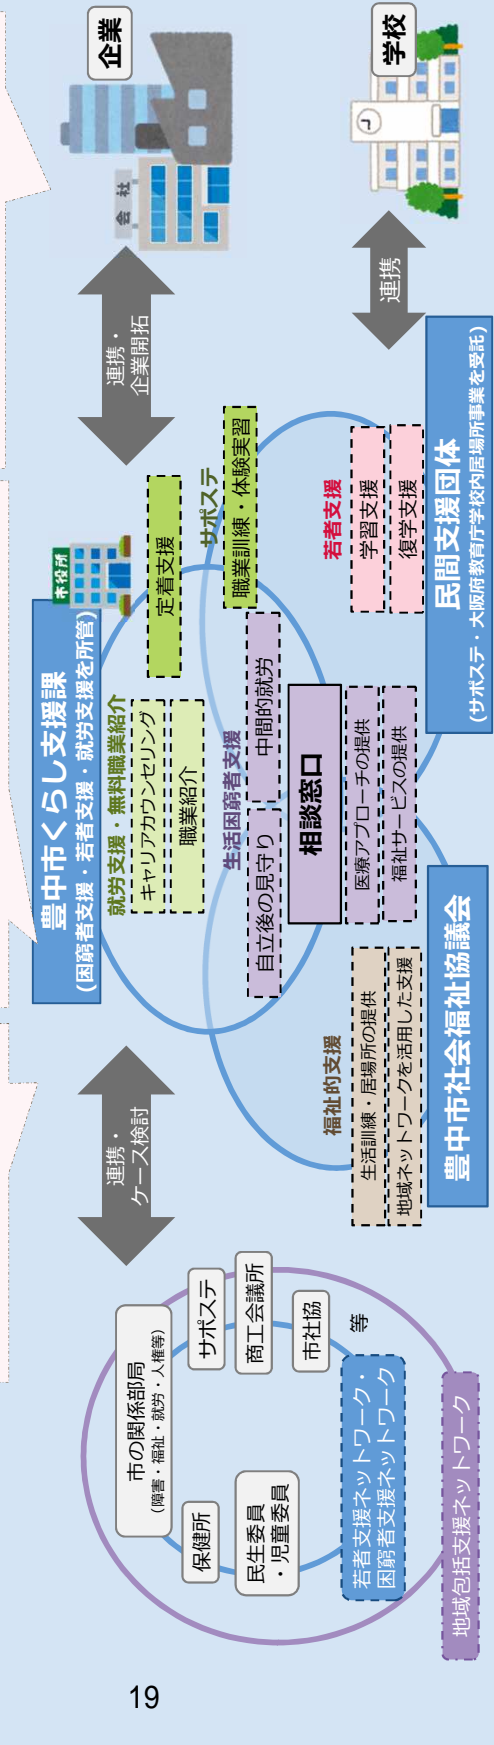 豊中市くらし支援課
(困窮者支援・若者支援・就労支援を所管)
市役所
連携・
ケース検討
連携・
企業開拓
会社
企業
就労支援・無料職業紹介
キャリアカウンセリング
職業紹介
定着支援
サポステ
職業訓練・体験実習
生活困窮者支援
自立後の見守り
中間的就労
相談窓口
医療アプローチの提供
福祉サービスの提供
福祉的支援
生活訓練・居場所の提供
地域ネットワークを活用した支援
若者支援
学習支援
復学支援
連携
学校
豊中市社会福祉協議会
民間支援団体
(サポステ・大阪府教育庁学校内居場所事業を受託)
市の関係部局
(障害・福祉・就労・人権等)
保健所
サポステ
民生委員
・児童委員
商工会議所
市社協
等
若者支援ネットワーク・
困窮者支援ネットワーク
地域包括支援ネットワーク
19